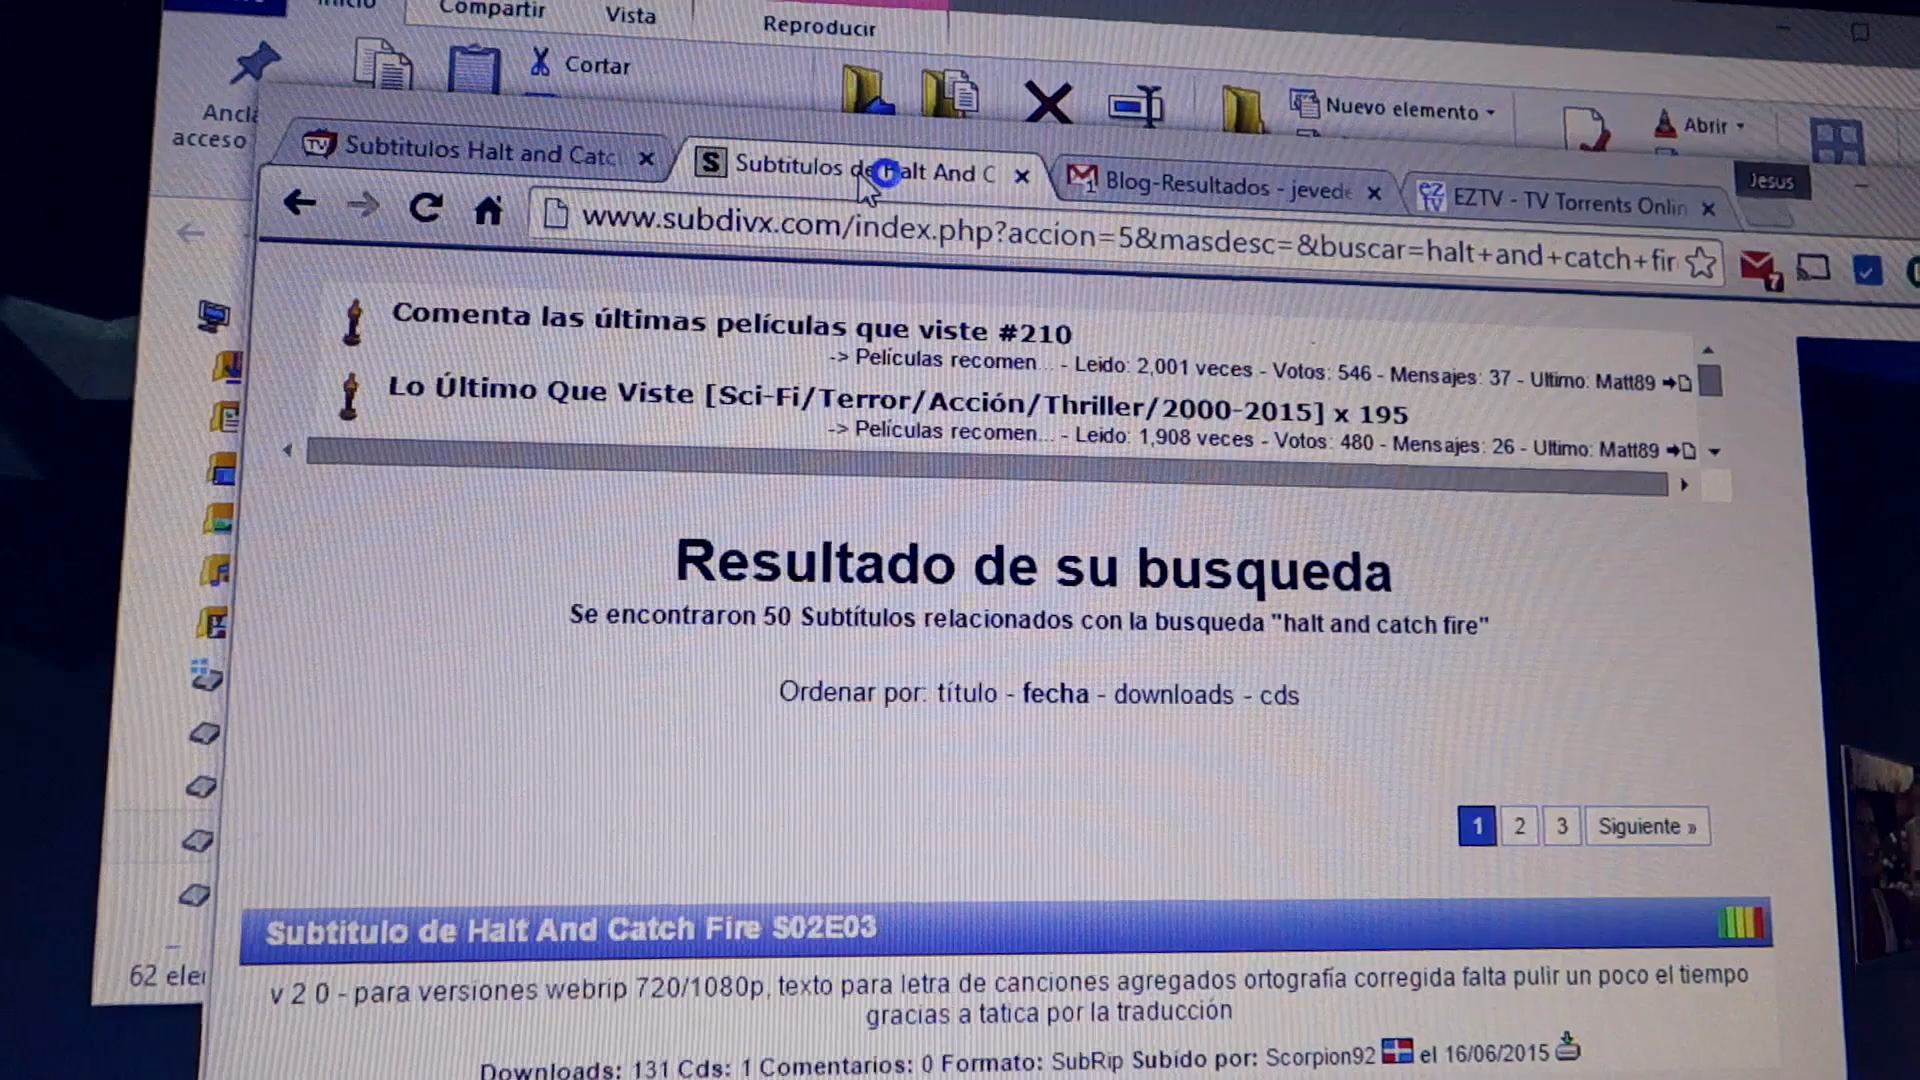 Compartir
Vista
Reproducir
Cortar
Nuevo elemento
Abrir
acceso
TV
Subtitulos Halt and Catc
S
Subtitulos de Halt And C
Blog-Resultados - jevede
EZTV - TV Torrents Onlin
Jesus
www.subdivx.com/index.php?accion=5&masdesc=&buscar=halt+and+catch+fir
7
Comenta las últimas películas que viste #210
-> Películas recomen... - Leido: 2,001 veces - Votos: 546 - Mensajes: 37 - Ultimo: Matt89
Lo Último Que Viste [Sci-Fi/Terror/Acción/Thriller/2000-2015] x 195
-> Películas recomen... - Leido: 1,908 veces - Votos: 480 - Mensajes: 26 - Ultimo: Matt89
Resultado de su busqueda
Se encontraron 50 Subtítulos relacionados con la busqueda "halt and catch fire"
Ordenar por: título - fecha - downloads - cds
1 2 3 Siguiente »
Subtitulo de Halt And Catch Fire S02E03
62 eler
v 2 0 - para versiones webrip 720/1080p, texto para letra de canciones agregados ortografía corregida falta pulir un poco el tiempo
gracias a tatica por la traducción
Downloads: 131 Cds: 1 Comentarios: 0 Formato: SubRip Subido por: Scorpion92 el 16/06/2015